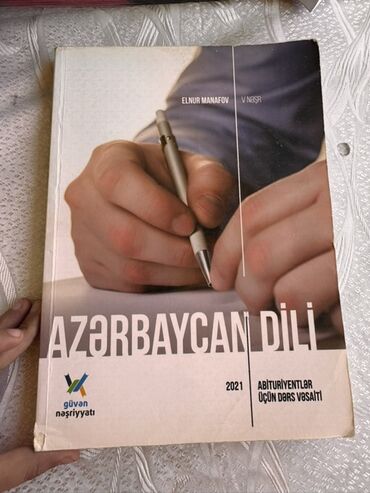 ELNUR MANAFOV
V NƏŞR
AZƏRBAYCAN DİLİ
güvən
nəşriyyatı
2021
ABİTURİYENTLƏR
ÜÇÜN DƏRS VƏSAİTİ